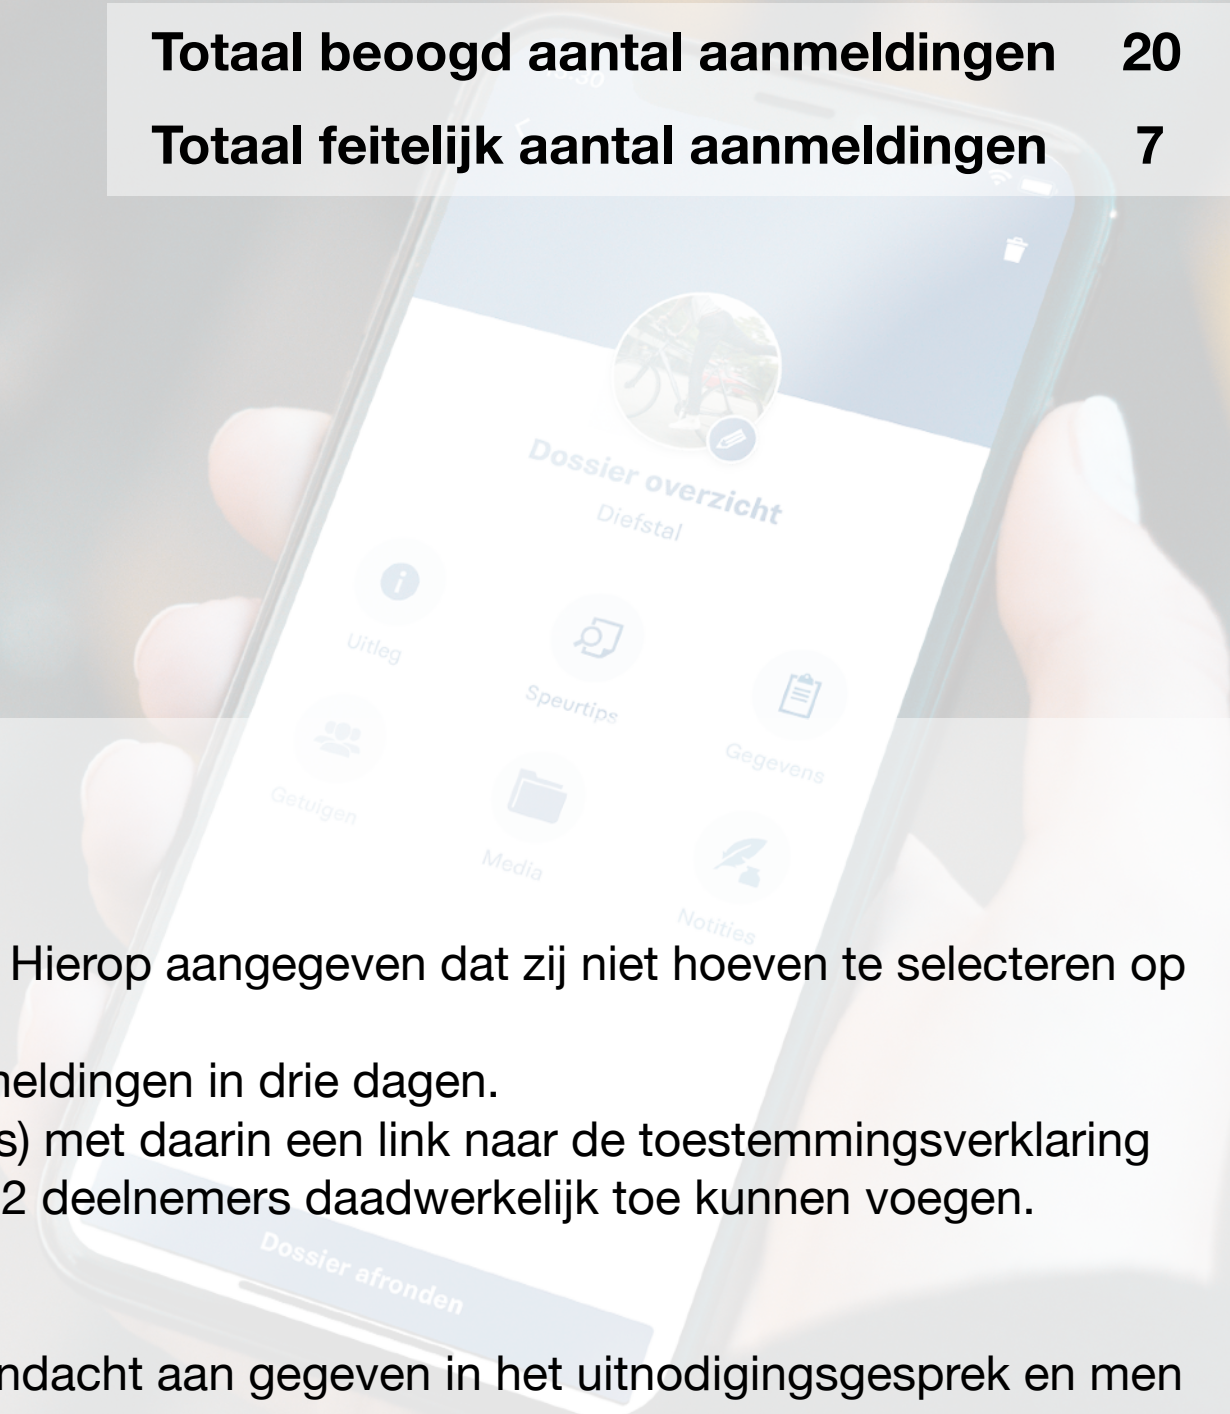 Totaal beoogd aantal aanmeldingen 20
Totaal feitelijk aantal aanmeldingen 7
Dossier overzicht
Diefstal
Uitleg
Speurtips
Gegevens
Getuigen
Media
Notities
Hierop aangegeven dat zij niet hoeven te selecteren op
neldingen in drie dagen.
s) met daarin een link naar de toestemmingsverklaring
2 deelnemers daadwerkelijk toe kunnen voegen.
Dossier afronden
ndacht aan gegeven in het uitnodigingsgesprek en men